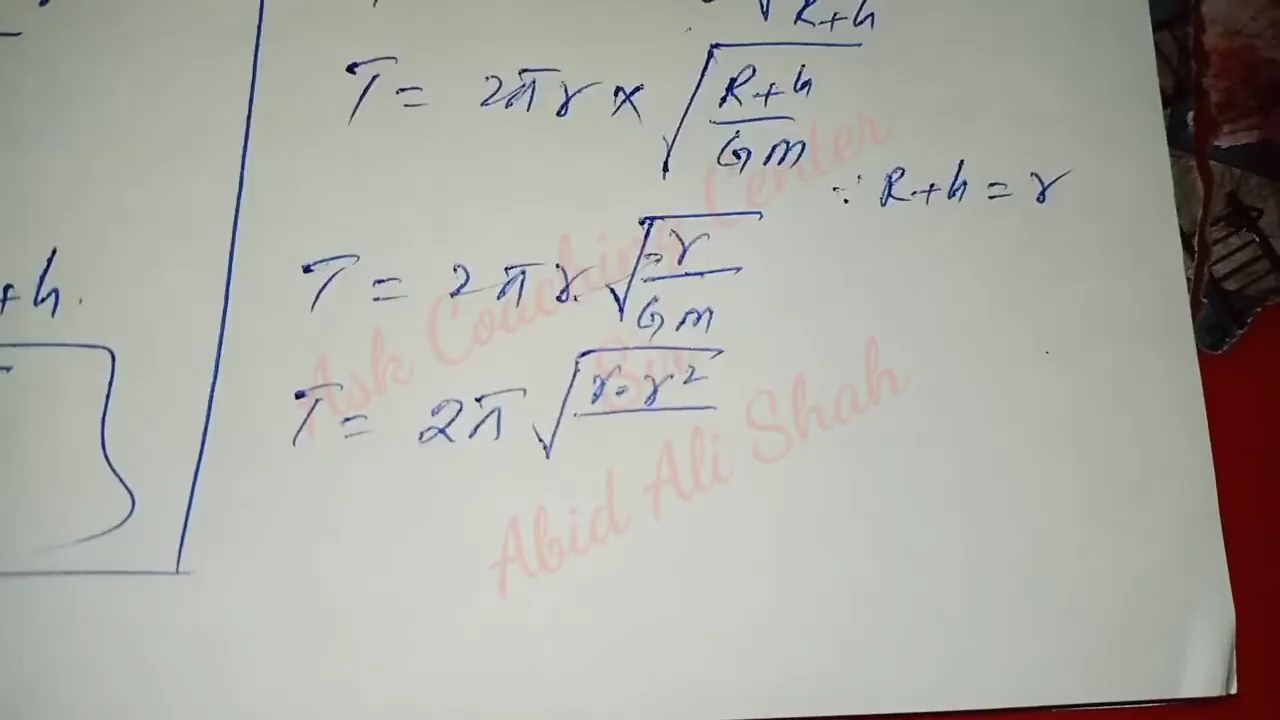 R+h
T = 2πr × √(R+h / GM)
∵ R+h = r
T = 2πr. √(r / GM)
+h.
T = 2π √(r.r²
Ask Coaching Center
By
Abid Ali Shah